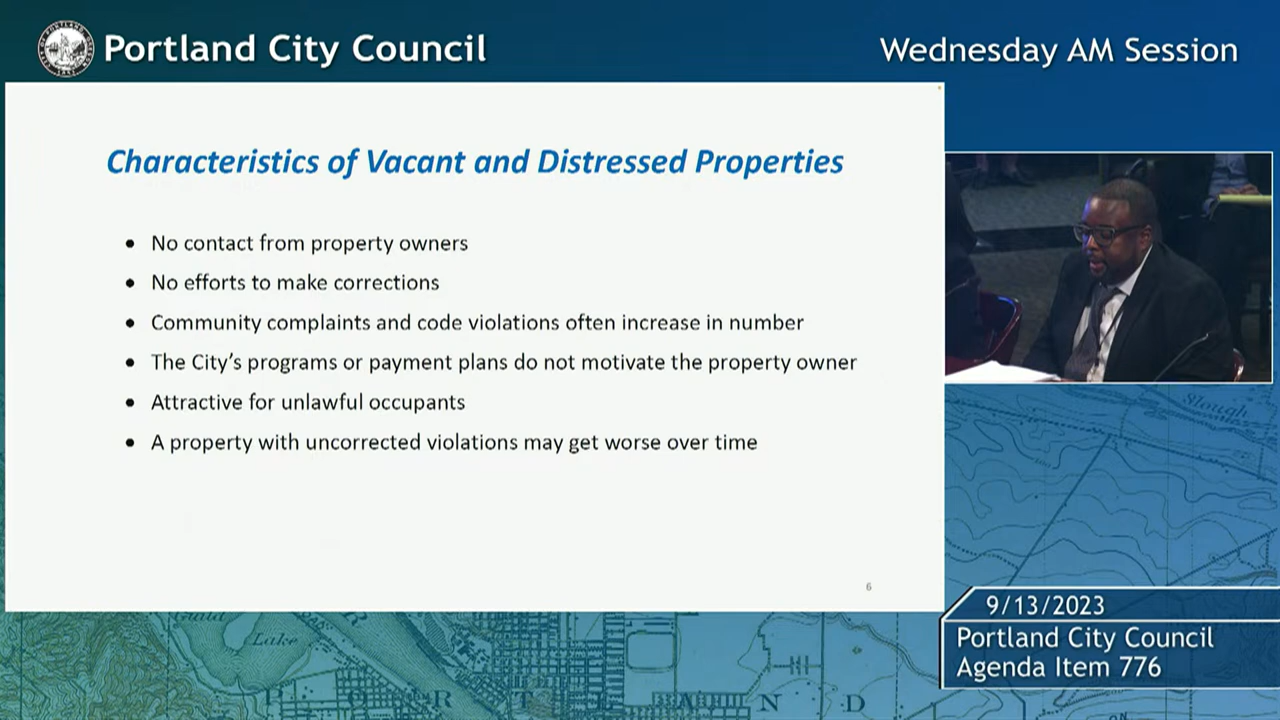 Portland City Council
Wednesday AM Session
Characteristics of Vacant and Distressed Properties
• No contact from property owners
• No efforts to make corrections
• Community complaints and code violations often increase in number
• The City's programs or payment plans do not motivate the property owner
• Attractive for unlawful occupants
• A property with uncorrected violations may get worse over time
6
Slough
9/13/2023
Portland City Council
Agenda Item 776
Guild
Lake
R T L A N D